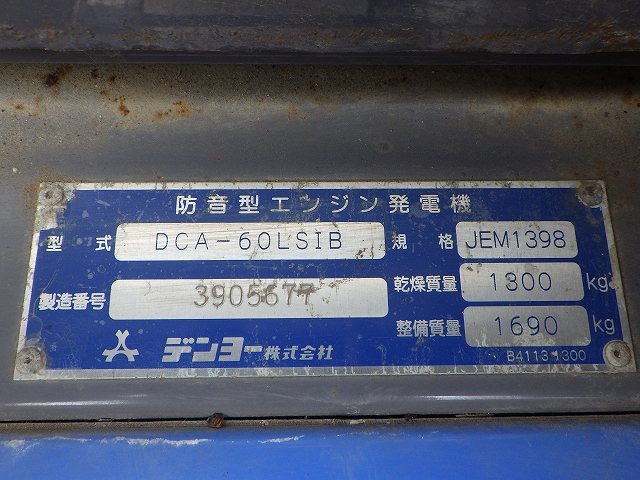 防音型エンジン発電機
型 式 DCA-60LSIB 規 格 JEM1398
製造番号 3905677 乾燥質量 1300 kg
整備質量 1690 kg
デンヨー株式会社
B41131300